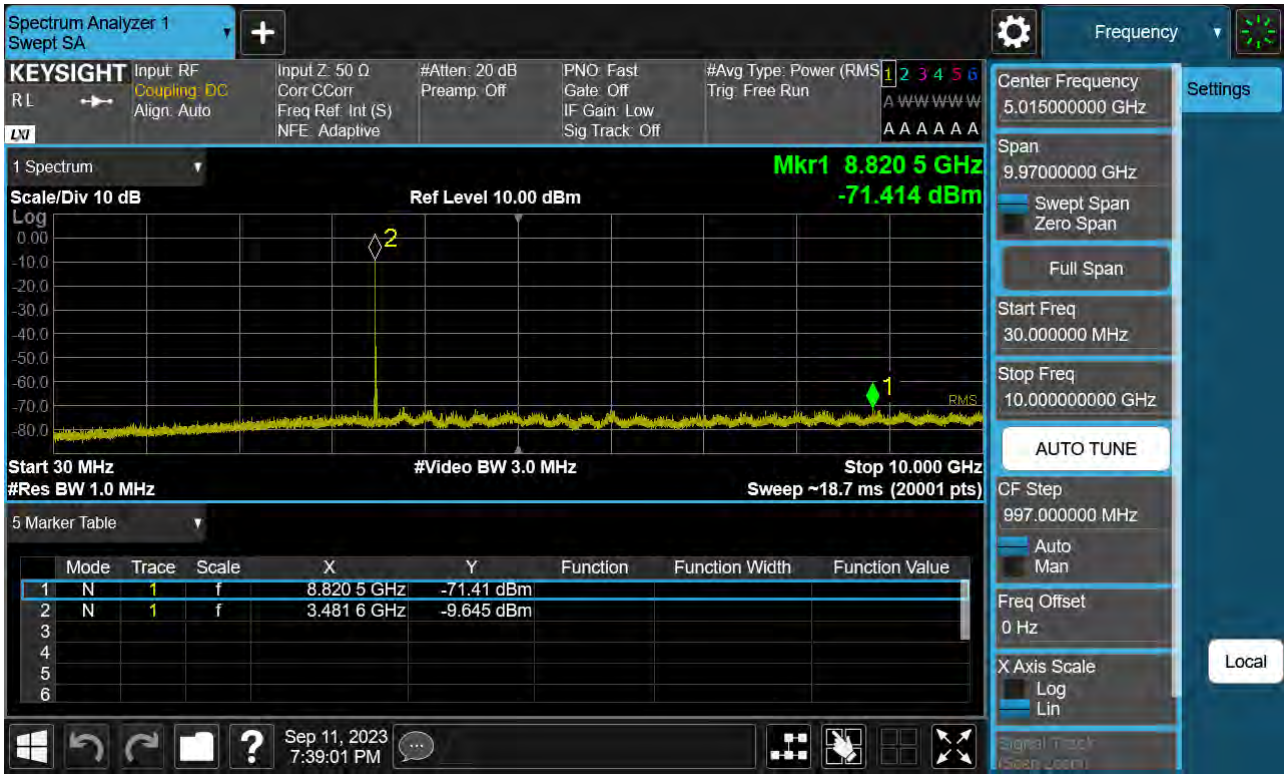 Spectrum Analyzer 1
Swept SA
+
Frequency
KEYSIGHT
RL
LXI
Input: RF
Coupling: DC
Align: Auto
Input Z: 50 Ω
Corr CCorr
Freq Ref: Int (S)
NFE: Adaptive
#Atten: 20 dB
Preamp: Off
PNO: Fast
Gate: Off
IF Gain: Low
Sig Track: Off
#Avg Type: Power (RMS
Trig: Free Run
1 2 3 4 5 6
A W W W W W
A A A A A A
1 Spectrum
Mkr1 8.820 5 GHz
Scale/Div 10 dB
Ref Level 10.00 dBm
-71.414 dBm
Log
0.00
-10.0
-20.0
-30.0
-40.0
-50.0
-60.0
-70.0
-80.0
2
1
RMS
Start 30 MHz
#Video BW 3.0 MHz
Stop 10.000 GHz
#Res BW 1.0 MHz
Sweep ~18.7 ms (20001 pts)
5 Marker Table
Mode Trace Scale X Y Function Function Width Function Value
1 N 1 f 8.820 5 GHz -71.41 dBm
2 N 1 f 3.481 6 GHz -9.645 dBm
3
4
5
6
Sep 11, 2023
7:39:01 PM
?
Center Frequency
5.015000000 GHz
Span
9.97000000 GHz
Swept Span
Zero Span
Full Span
Start Freq
30.000000 MHz
Stop Freq
10.000000000 GHz
AUTO TUNE
CF Step
997.000000 MHz
Auto
Man
Freq Offset
0 Hz
X Axis Scale
Log
Lin
Signal Track
(Span Zoom)
Settings
Local